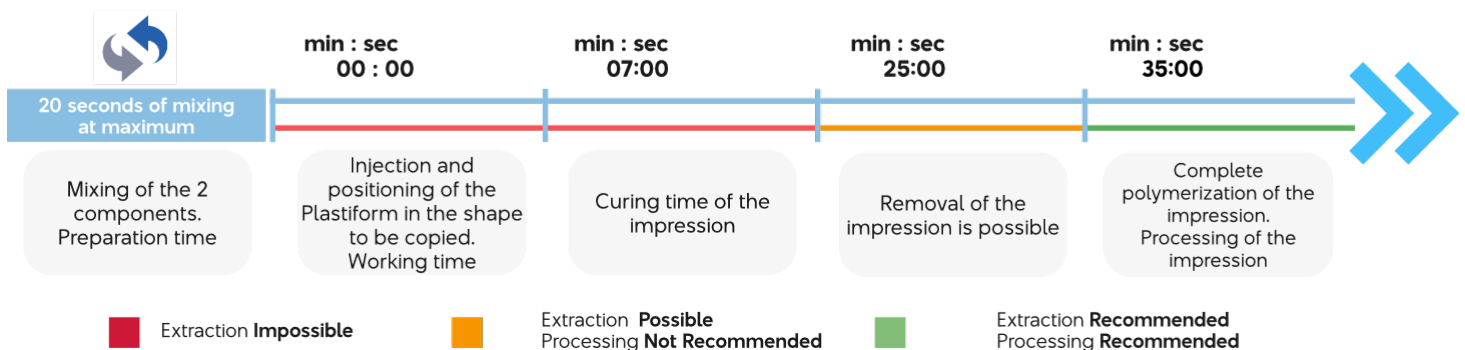 min : sec
00 : 00
min : sec
07:00
min : sec
25:00
min : sec
35:00
20 seconds of mixing
at maximum
Mixing of the 2
components.
Preparation time
Injection and
positioning of the
Plastiform in the shape
to be copied.
Working time
Curing time of the
impression
Removal of the
impression is possible
Complete
polymerization of the
impression.
Processing of the
impression
Extraction Impossible
Extraction Possible
Processing Not Recommended
Extraction Recommended
Processing Recommended